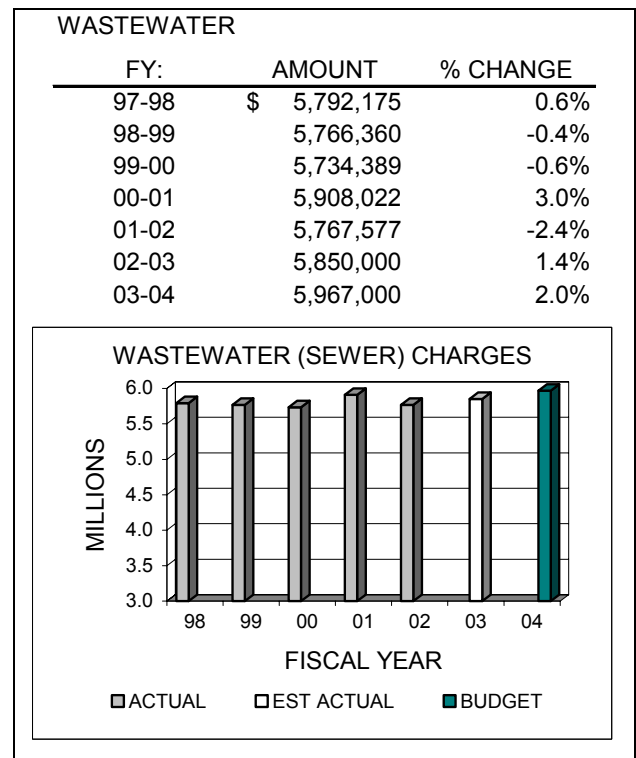 WASTEWATER
FY: AMOUNT % CHANGE
97-98 $ 5,792,175 0.6%
98-99 5,766,360 -0.4%
99-00 5,734,389 -0.6%
00-01 5,908,022 3.0%
01-02 5,767,577 -2.4%
02-03 5,850,000 1.4%
03-04 5,967,000 2.0%
WASTEWATER (SEWER) CHARGES
6.0
5.5
5.0
4.5
4.0
3.5
3.0
MILLIONS
98 99 00 01 02 03 04
FISCAL YEAR
ACTUAL EST ACTUAL BUDGET